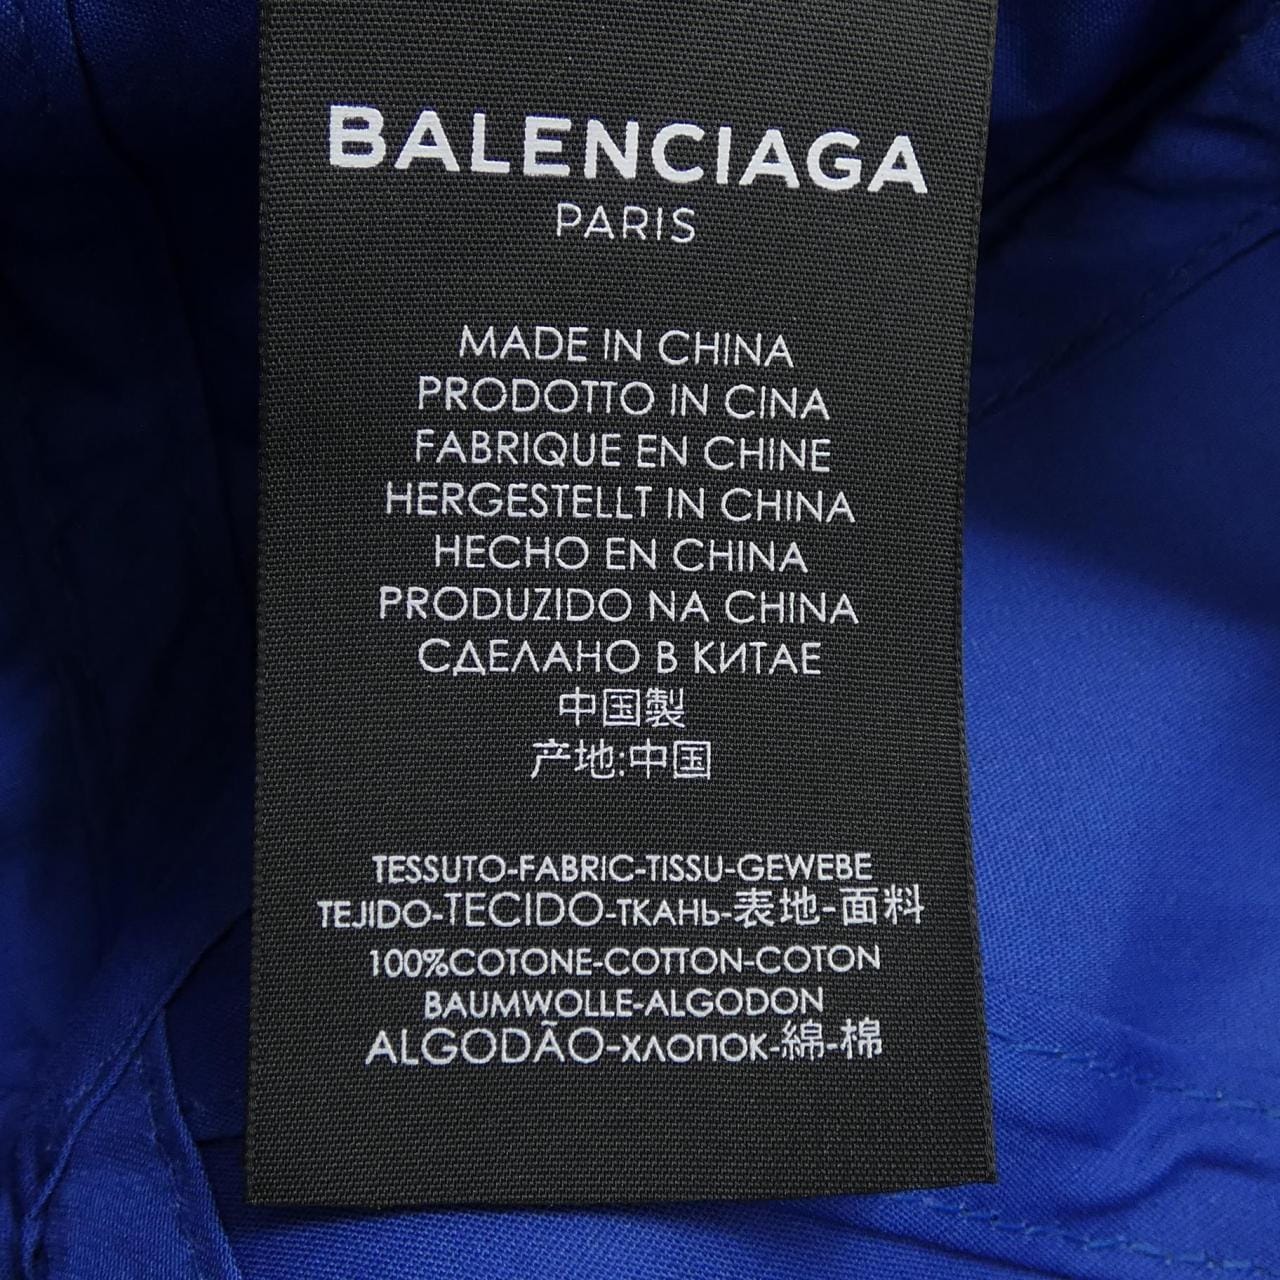 BALENCIAGA
PARIS
MADE IN CHINA
PRODOTTO IN CINA
FABRIQUE EN CHINE
HERGESTELLT IN CHINA
HECHO EN CHINA
PRODUZIDO NA CHINA
СДЕЛАНО В КИТАЕ
中国製
产地:中国
TESSUTO-FABRIC-TISSU-GEWEBE
TEJIDO-TECIDO-ТКАНЬ-表地-面料
100%COTONE-COTTON-COTON
BAUMWOLLE-ALGODON
ALGODÃO-ХЛОПОК-綿-棉